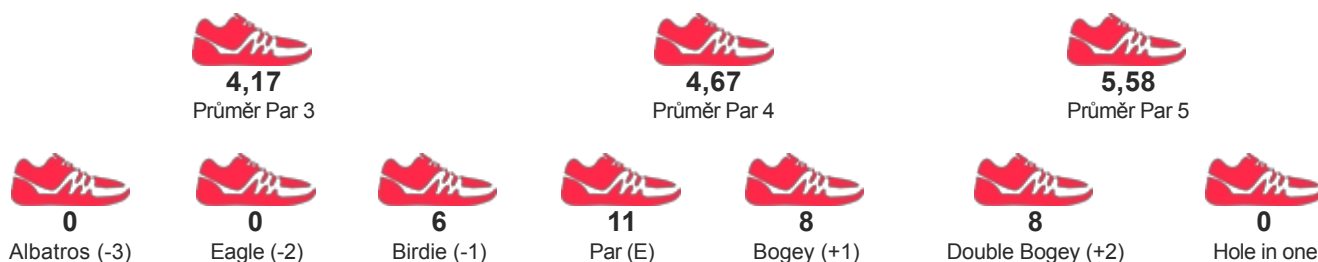 4,17 4,67 5,58
Průměr Par 3 Průměr Par 4 Průměr Par 5
0 0 6 11 8 8 0
Albatros (-3) Eagle (-2) Birdie (-1) Par (E) Bogey (+1) Double Bogey (+2) Hole in one